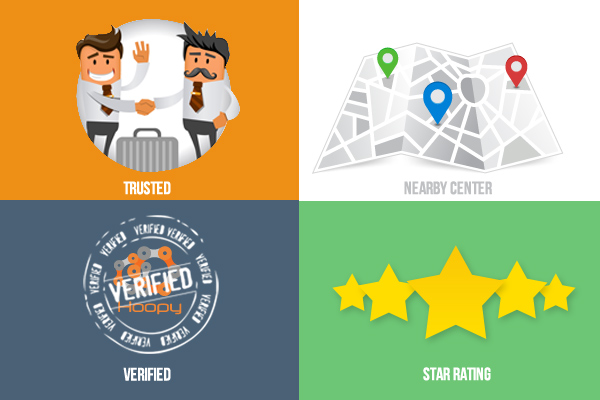 TRUSTED
NEARBY CENTER
VERIFIED VERIFIED VERIFIED VERIFIED VERIFIED VERIFIED VERIFIED VERIFIED
VERIFIED
Hoopy
VERIFIED
STAR RATING